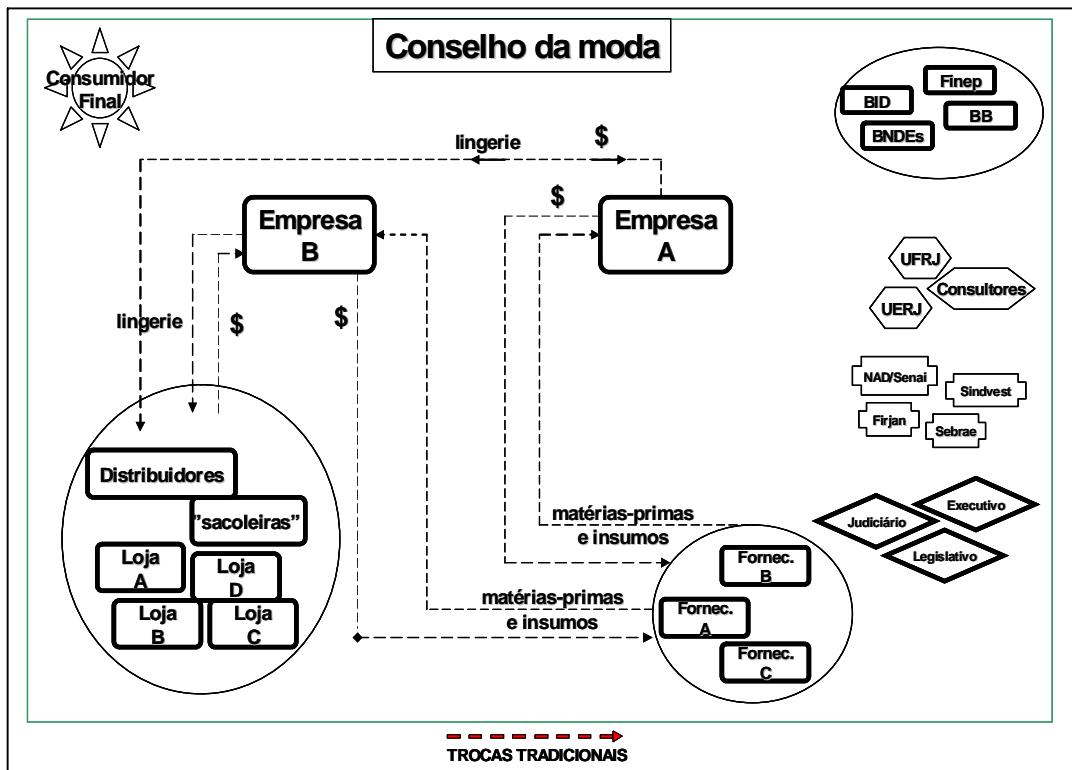 Conselho da moda
Consumidor
Final
Finep
BID
BB
BNDEs
lingerie
$
$
Empresa
B
Empresa
A
UFRJ
Consultores
UERJ
lingerie
$
$
NAD/Senai
Sindvest
Firjan
Sebrae
Distribuidores
"sacoleiras"
Loja
A
Loja
D
Loja
B
Loja
C
matérias-primas
e insumos
matérias-primas
e insumos
Fornec.
B
Fornec.
A
Fornec.
C
Executivo
Judiciário
Legislativo
TROCAS TRADICIONAIS